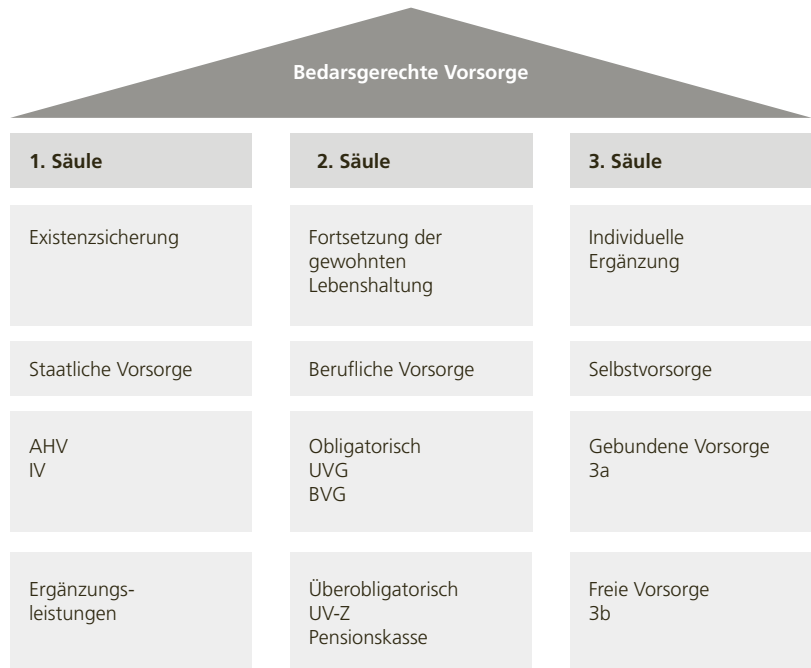 Bedarsgerechte Vorsorge
1. Säule
2. Säule
3. Säule
Existenzsicherung
Fortsetzung der
gewohnten
Lebenshaltung
Individuelle
Ergänzung
Staatliche Vorsorge
Berufliche Vorsorge
Selbstvorsorge
AHV
IV
Obligatorisch
UVG
BVG
Gebundene Vorsorge
3a
Ergänzungs-
leistungen
Überobligatorisch
UV-Z
Pensionskasse
Freie Vorsorge
3b